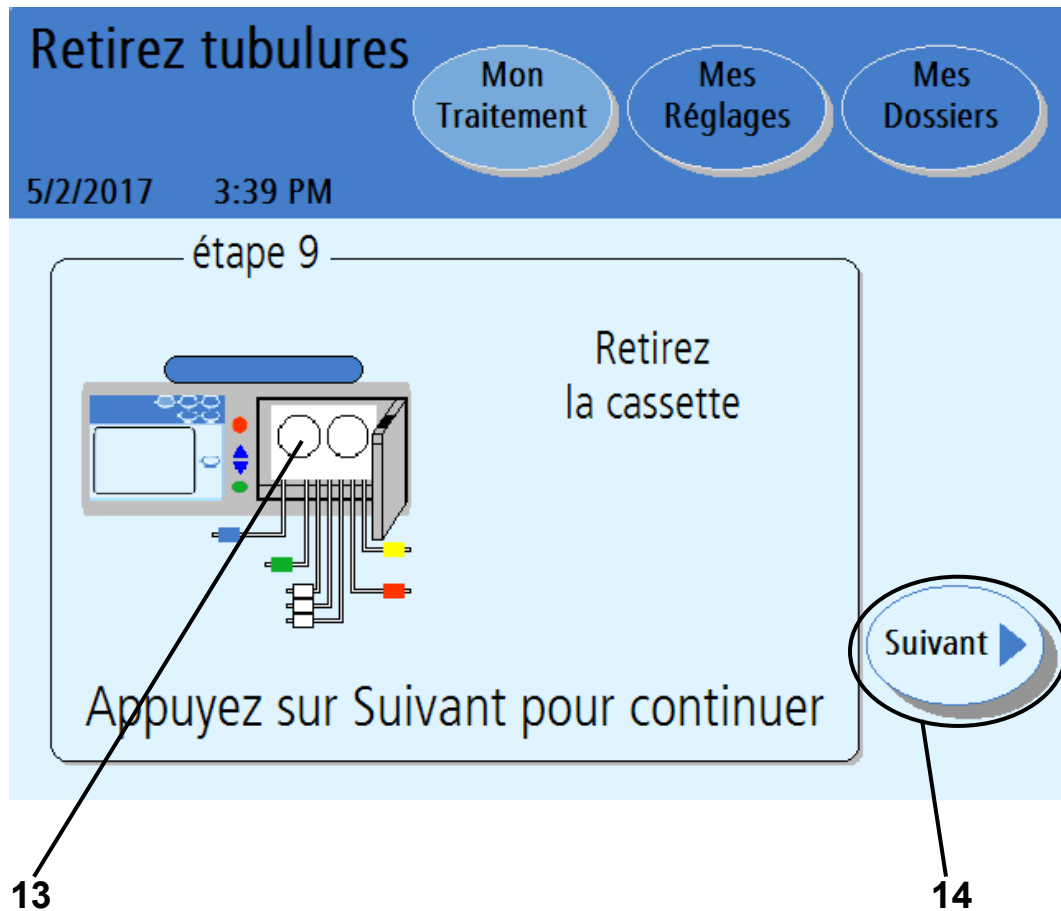 Retirez tubulures
Mon
Traitement
Mes
Réglages
Mes
Dossiers
5/2/2017 3:39 PM
étape 9
Retirez
la cassette
Suivant
Appuyez sur Suivant pour continuer
13
14